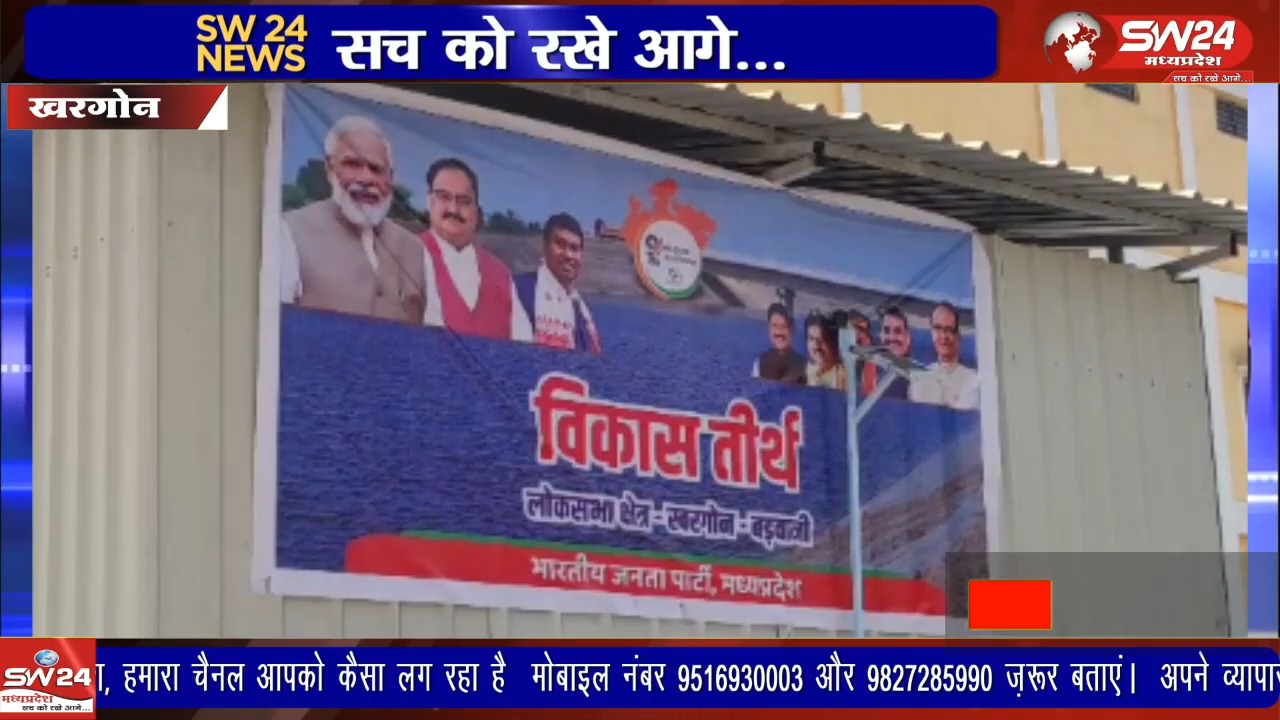 SW 24
NEWS
सच को रखे आगे...
SW24
मध्यप्रदेश
सच को रखे आगे...
खरगोन
विकास तीर्थ
लोकसभा क्षेत्र - खरगोन - बड़वानी
भारतीय जनता पार्टी, मध्यप्रदेश
SW24
मध्यप्रदेश
सच को रखे आगे...
हमारा चैनल आपको कैसा लग रहा है मोबाइल नंबर 9516930003 और 9827285990 ज़रूर बताएं| अपने व्यापार